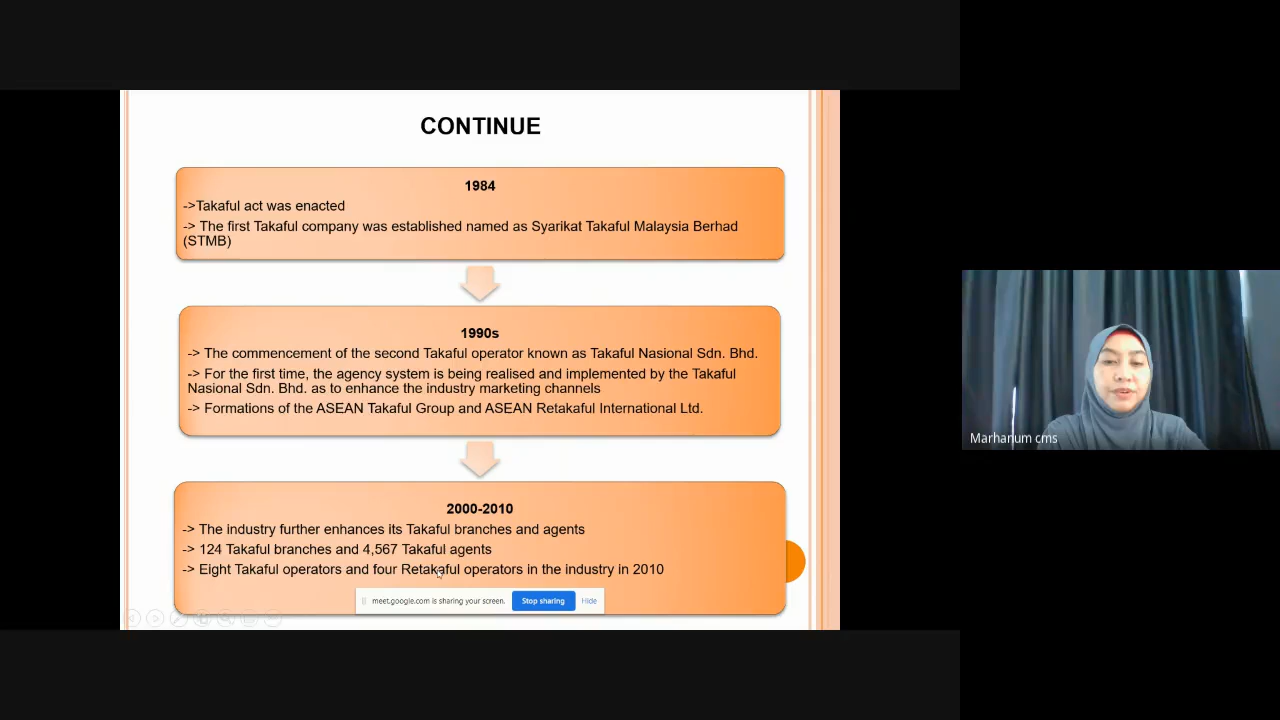 CONTINUE
1984
->Takaful act was enacted
-> The first Takaful company was established named as Syarikat Takaful Malaysia Berhad
(STMB)
1990s
-> The commencement of the second Takaful operator known as Takaful Nasional Sdn. Bhd.
-> For the first time, the agency system is being realised and implemented by the Takaful
Nasional Sdn. Bhd. as to enhance the industry marketing channels
-> Formations of the ASEAN Takaful Group and ASEAN Retakaful International Ltd.
2000-2010
-> The industry further enhances its Takaful branches and agents
-> 124 Takaful branches and 4,567 Takaful agents
-> Eight Takaful operators and four Retakaful operators in the industry in 2010
meet.google.com is sharing your screen. Stop sharing Hide
Marhanum cms